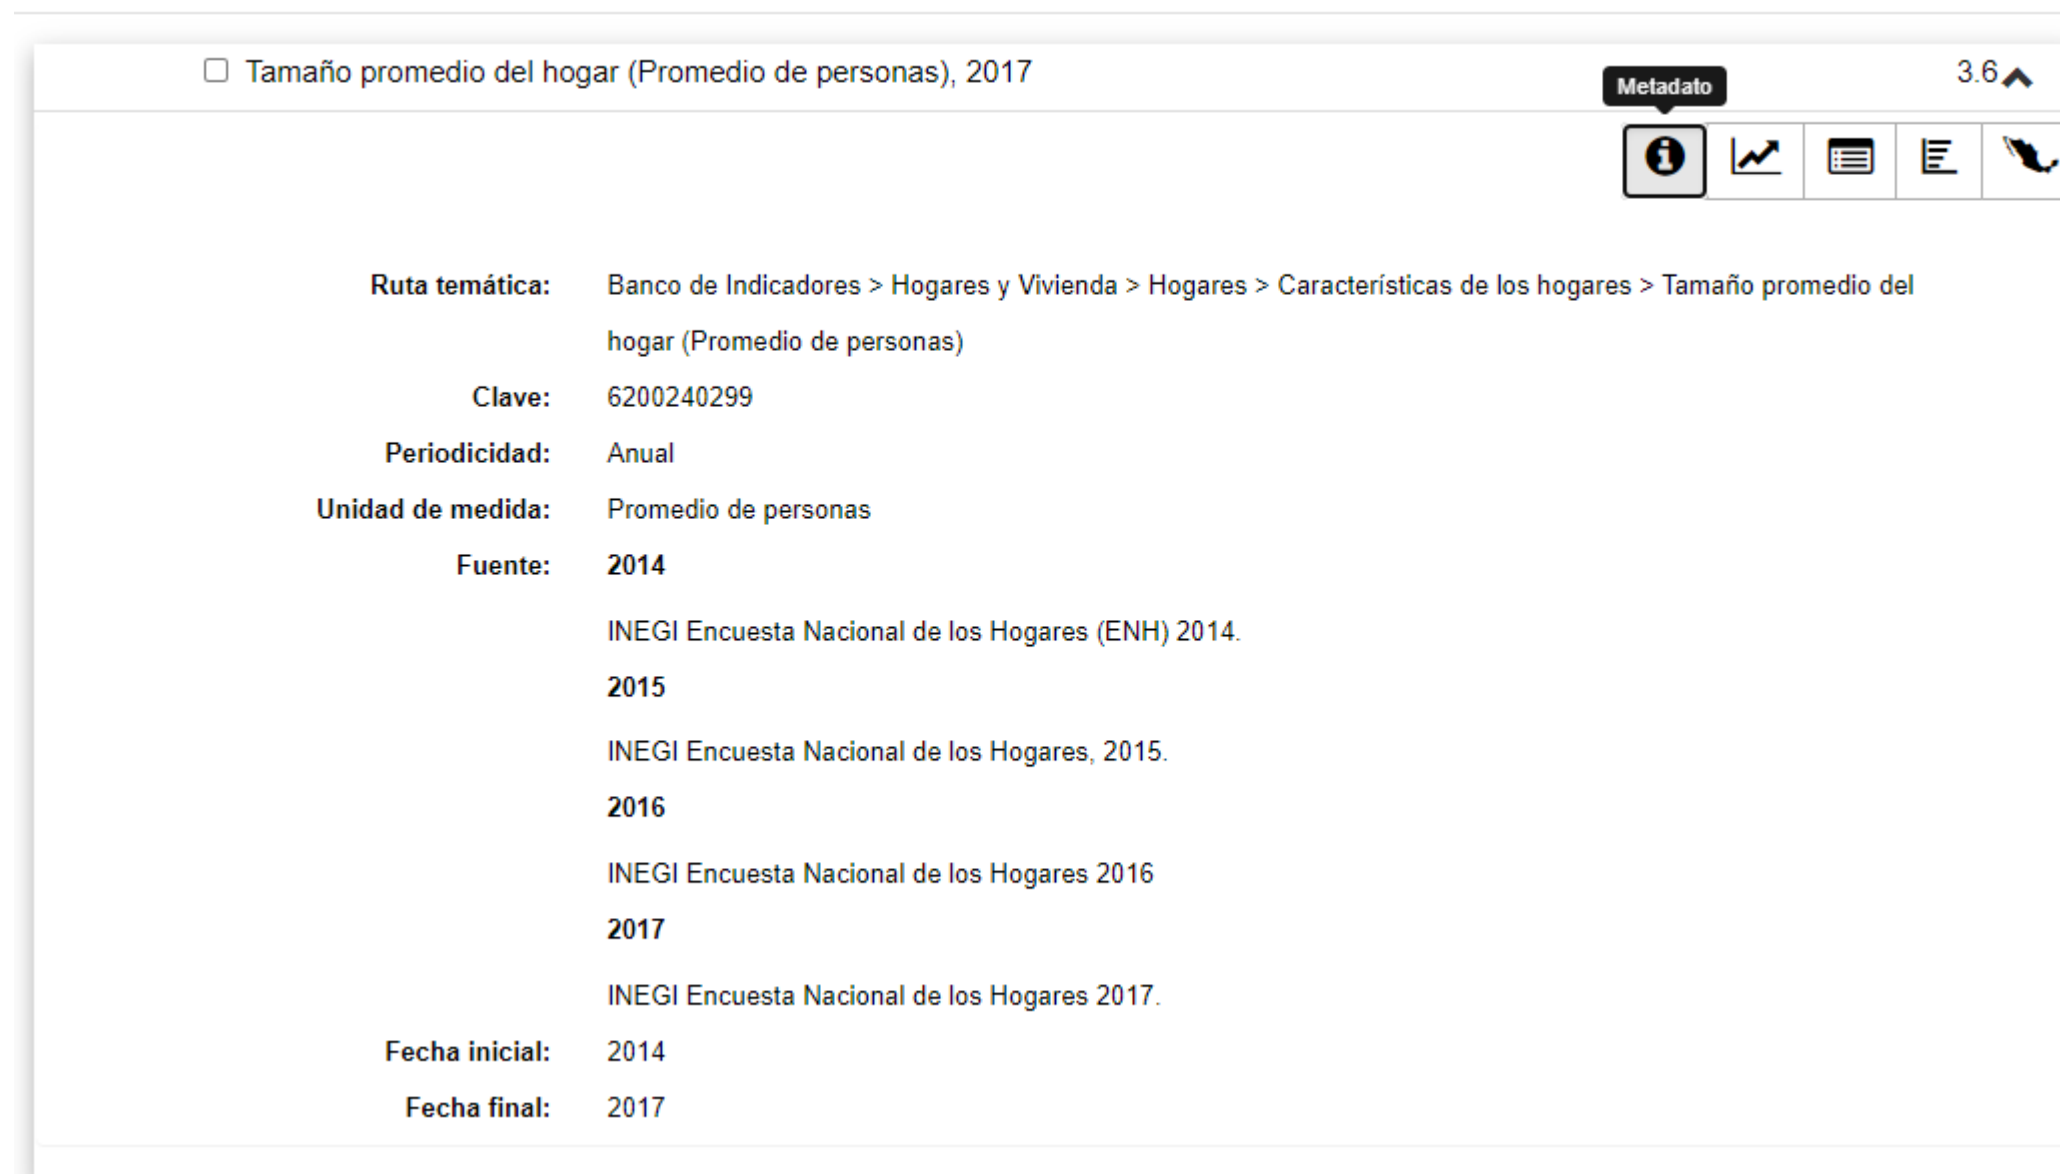 Tamaño promedio del hogar (Promedio de personas), 2017 3.6
Metadato
Ruta temática: Banco de Indicadores > Hogares y Vivienda > Hogares > Características de los hogares > Tamaño promedio del
hogar (Promedio de personas)
Clave: 6200240299
Periodicidad: Anual
Unidad de medida: Promedio de personas
Fuente: 2014
INEGI Encuesta Nacional de los Hogares (ENH) 2014.
2015
INEGI Encuesta Nacional de los Hogares, 2015.
2016
INEGI Encuesta Nacional de los Hogares 2016
2017
INEGI Encuesta Nacional de los Hogares 2017.
Fecha inicial: 2014
Fecha final: 2017